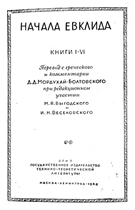 НАЧАЛА ЕВКЛИДА
КНИГИ I-VI
Перевод с греческого
и комментарии
Д.Д. МОРДУХАЙ-БОЛТОВСКОГО
при редакционном
участии
М. Я. ВЫГОДСКОГО
И
И. Н. ВЕСЕЛОВСКОГО
ГОСУДАРСТВЕННОЕ ИЗДАТЕЛЬСТВО
ТЕХНИКО-ТЕОРЕТИЧЕСКОЙ
ЛИТЕРАТУРЫ
МОСКВА-ЛЕНИНГРАД